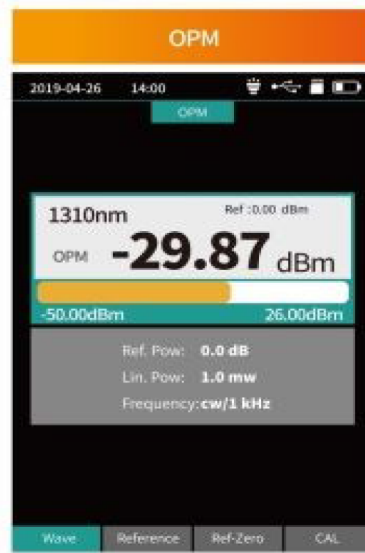 OPM
2019-04-26 14:00
OPM
1310nm Ref :0.00 dBm
OPM -29.87 dBm
-50.00dBm 26.00dBm
Ref. Pow: 0.0 dB
Lin. Pow: 1.0 mw
Frequency:cw/1 kHz
Wave Reference Ref-Zero CAL